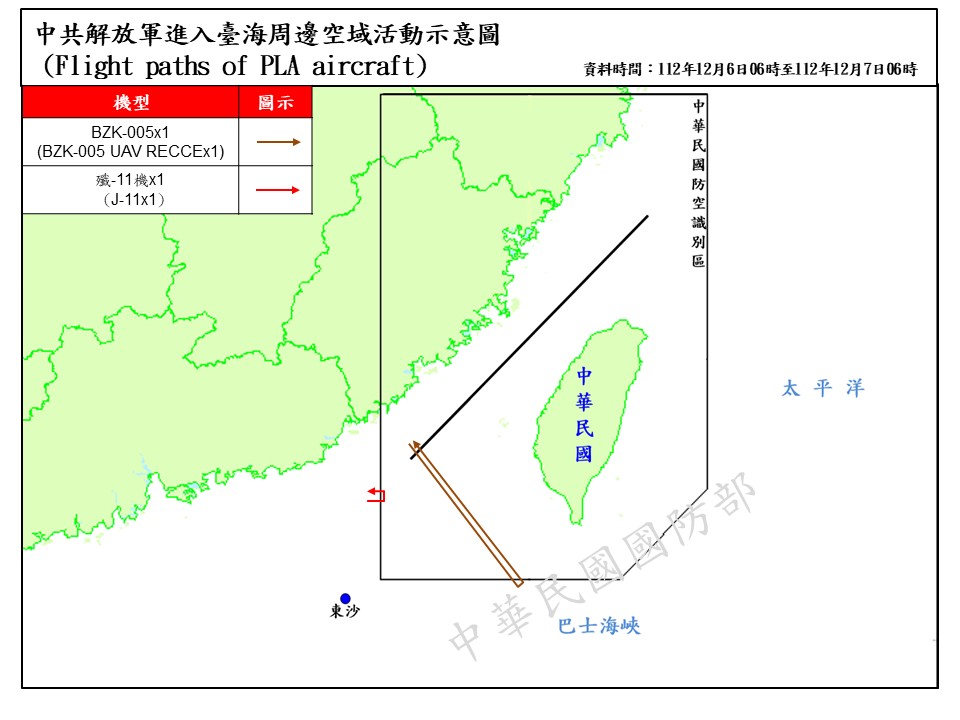 中共解放軍進入臺海周邊空域活動示意圖
(Flight paths of PLA aircraft)
資料時間：112年12月6日06時至112年12月7日06時
機型 圖示
BZK-005x1
(BZK-005 UAV RECCEx1)
殲-11機x1
（J-11x1）
中華民國防空識別區
中華民國
太平洋
東沙
巴士海峽
中華民國國防部